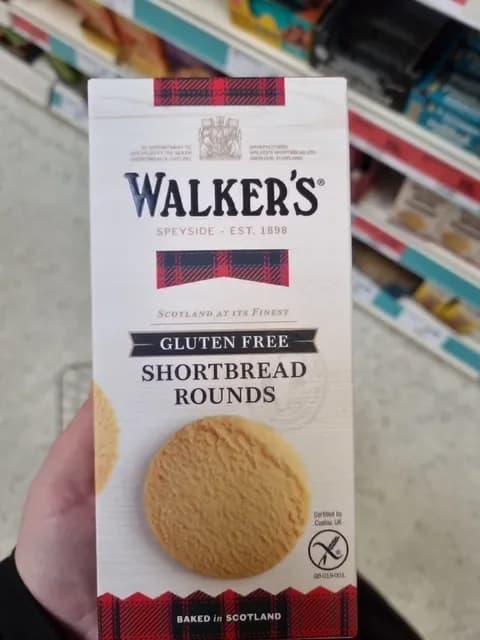 WALKER'S®
SPEYSIDE - EST. 1898
SCOTLAND AT ITS FINEST
GLUTEN FREE
SHORTBREAD
ROUNDS
Certified by
Coeliac UK
BAKED in SCOTLAND